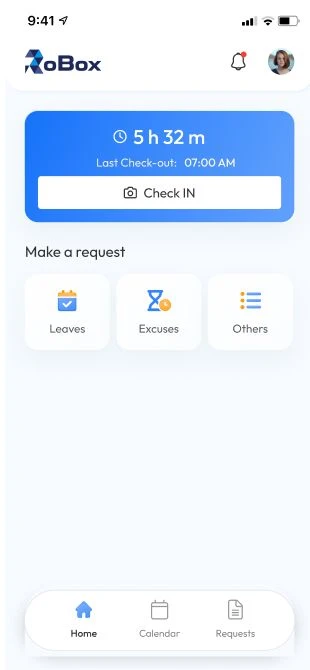 9:41
RoBox
5 h 32 m
Last Check-out: 07:00 AM
Check IN
Make a request
Leaves Excuses Others
Home Calendar Requests